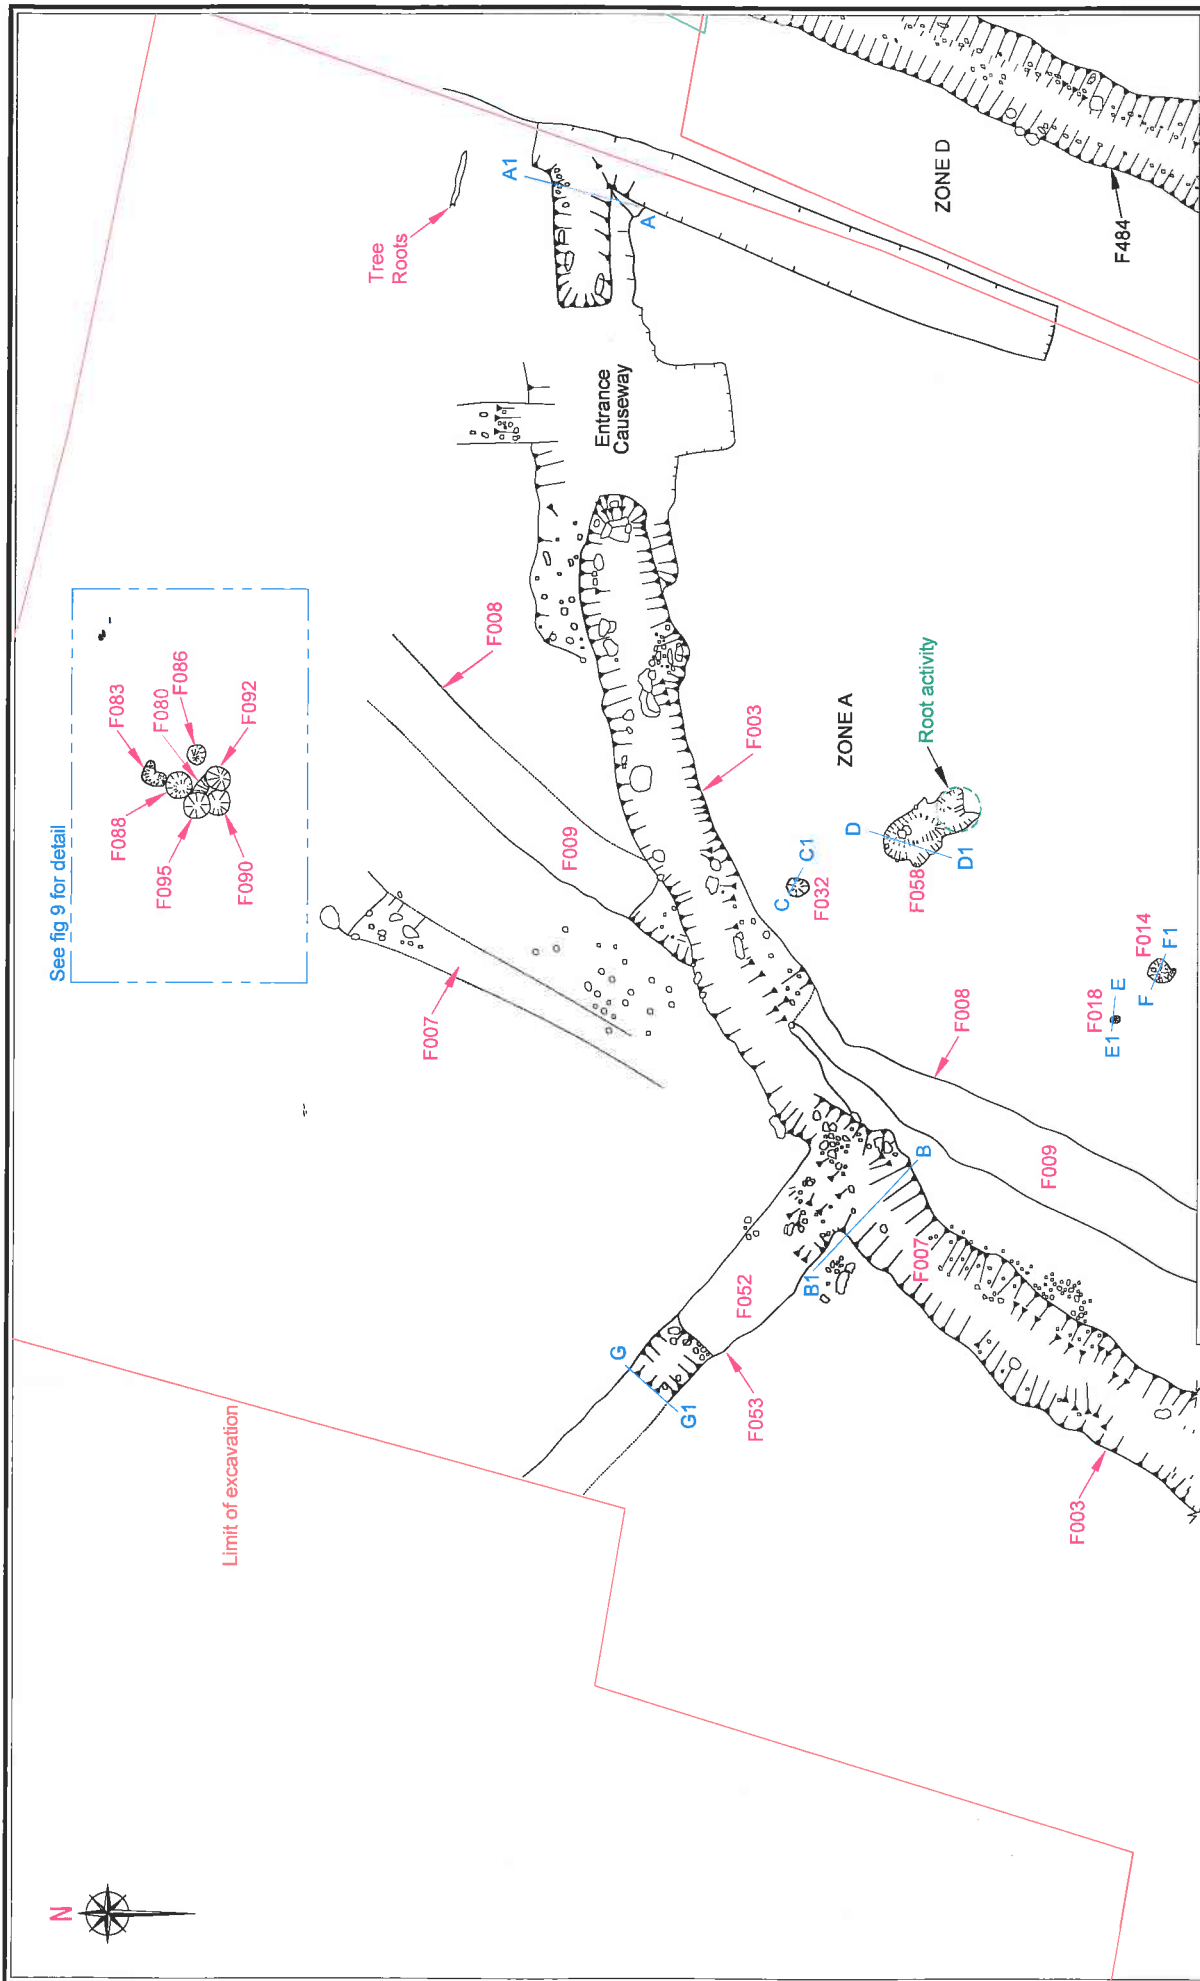 N
Limit of excavation
See fig 9 for detail
F083
F080
F086
F088
F092
F095
F090
Tree
Roots
A1
A
ZONE D
F484
Entrance
Causeway
F008
F009
F003
F007
ZONE A
Root activity
D
D1
F058
C
C1
F032
F014
F
F1
F018
E
E1
F008
F009
B
B1
F007
F052
F053
G
G1
F003